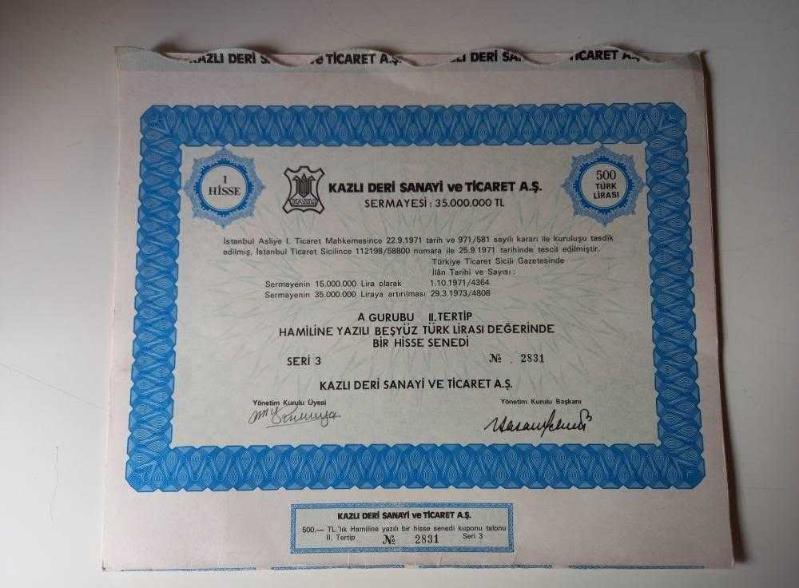 KAZLI DERİ S
ve TİCARET A.Ş.
LI DERİ SA
İCARET A.Ş.
1
HİSSE
KAZLI DERİ SANAYİ ve TİCARET A.Ş.
SERMAYESİ : 35.000.000 TL
500
TÜRK
LİRASI
İstanbul Asliye I. Ticaret Mahkemesince 22.9.1971 tarih ve 971/581 sayılı kararı ile kuruluşu tasdik
edilmiş, İstanbul Ticaret Sicilince 112198/58800 numara ile 25.9.1971 tarihinde tescil edilmiştir.
Türkiye Ticaret Sicili Gazetesinde
İlân Tarihi ve Sayısı :
Sermayenin 15.000.000 Lira olarak 1.10.1971/4364
Sermayenin 35.000.000 Liraya artırılması 29.3.1973/4808
A GURUBU II.TERTİP
HAMİLİNE YAZILI BEŞYÜZ TÜRK LİRASI DEĞERİNDE
BİR HİSSE SENEDİ
SERİ 3 № 2831
KAZLI DERİ SANAYİ VE TİCARET A.Ş.
Yönetim Kurulu Üyesi Yönetim Kurulu Başkanı
KAZLI DERİ SANAYİ ve TİCARET A.Ş.
500.— TL.'lık Hamiline yazılı bir hisse senedi kuponu talonu
II. Tertip № 2831 Seri 3